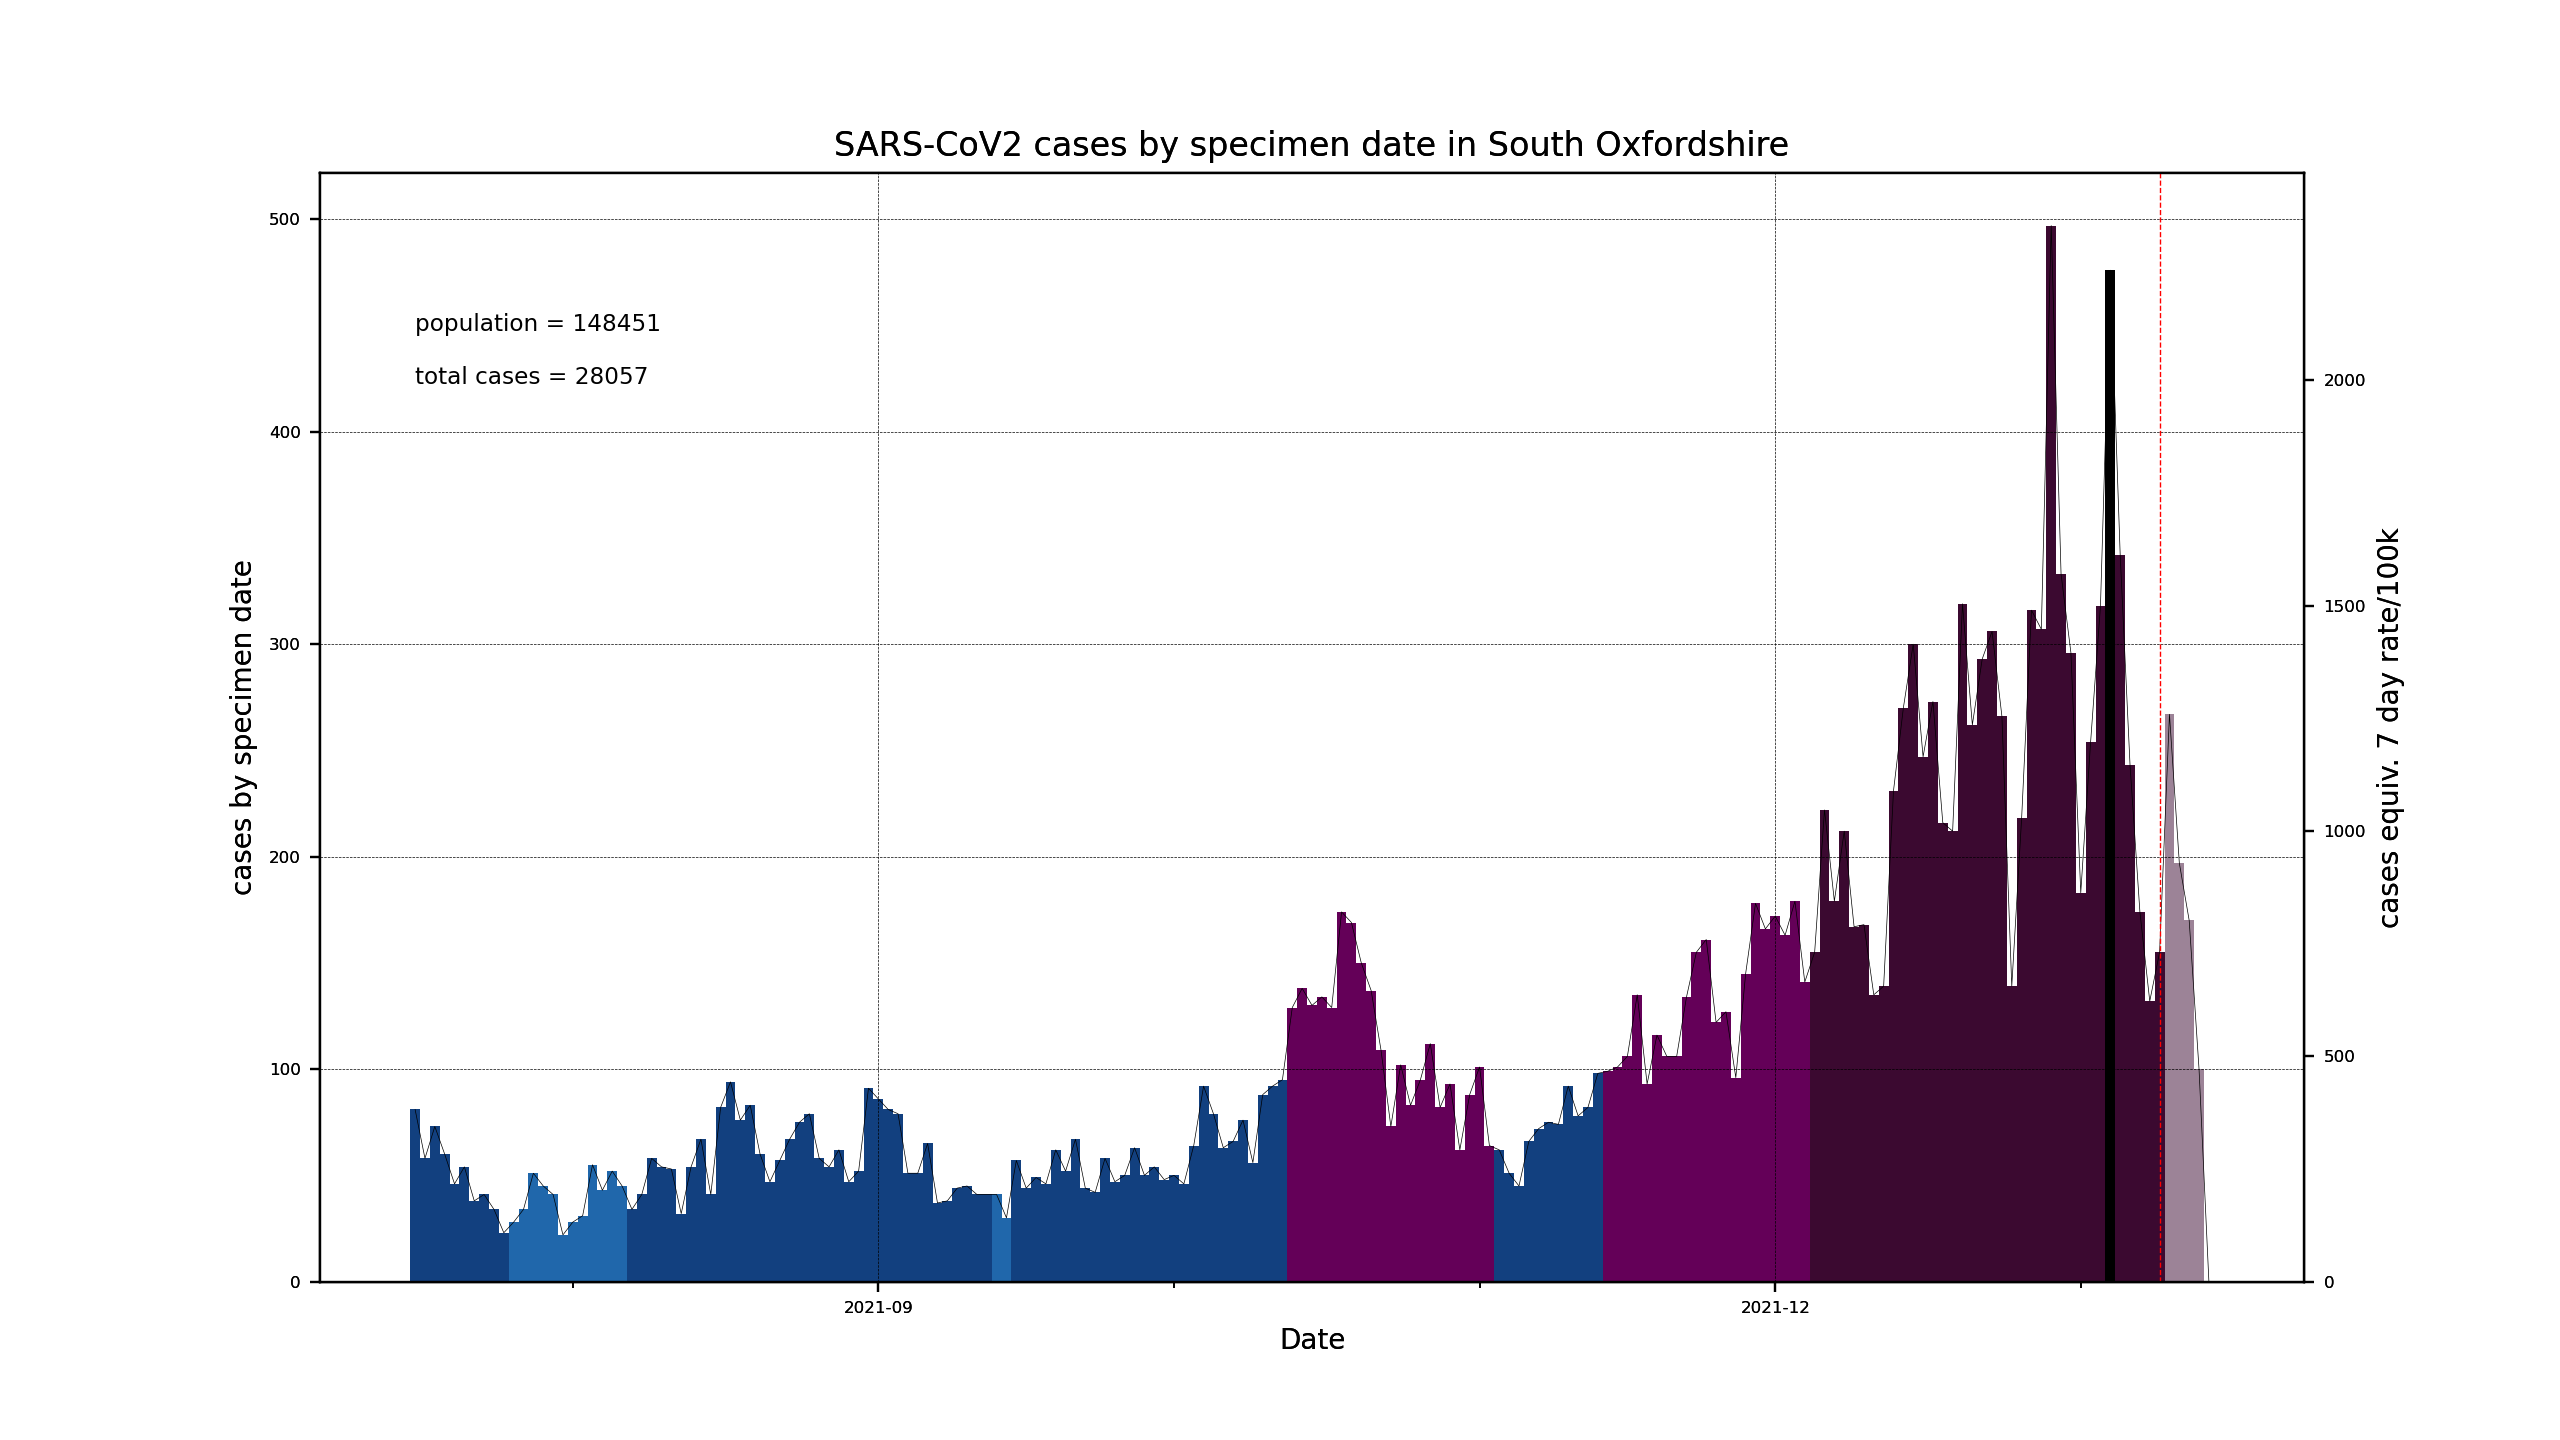 SARS-CoV2 cases by specimen date in South Oxfordshire
500
400
300
200
100
0
cases by specimen date
population = 148451
total cases = 28057
2000
1500
1000
500
0
cases equiv. 7 day rate/100k
2021-09
2021-12
Date